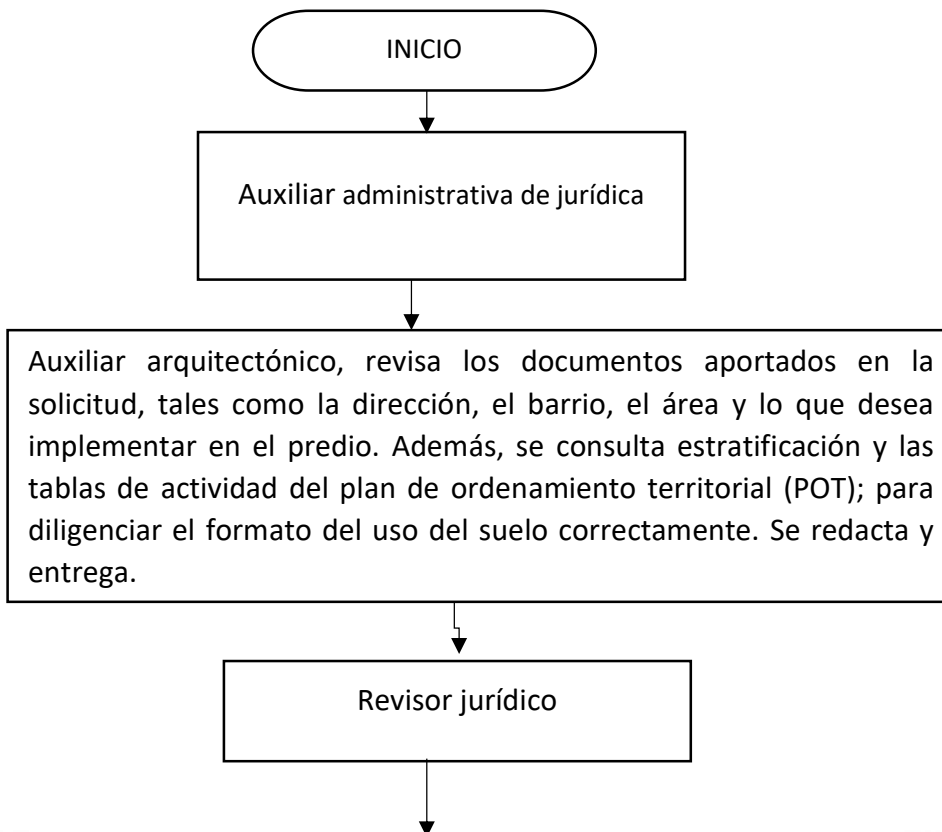 INICIO
Auxiliar administrativa de jurídica
Auxiliar arquitectónico, revisa los documentos aportados en la
solicitud, tales como la dirección, el barrio, el área y lo que desea
implementar en el predio. Además, se consulta estratificación y las
tablas de actividad del plan de ordenamiento territorial (POT); para
diligenciar el formato del uso del suelo correctamente. Se redacta y
entrega.
Revisor jurídico